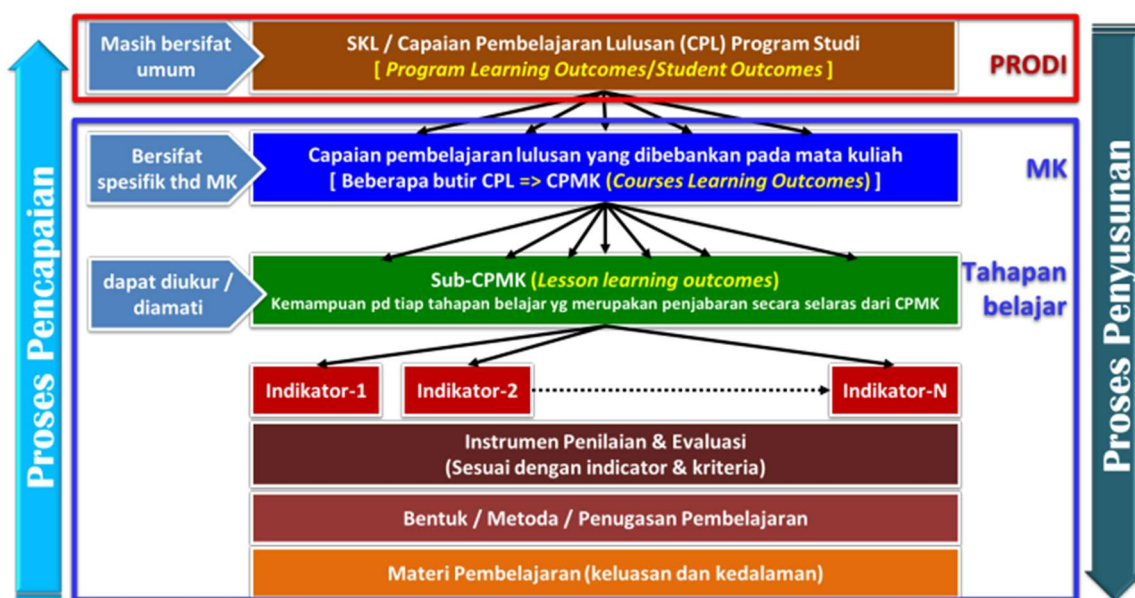 Masih bersifat
umum
SKL / Capaian Pembelajaran Lulusan (CPL) Program Studi
[ Program Learning Outcomes/Student Outcomes ]
PRODI
Bersifat
spesifik thd MK
Capaian pembelajaran lulusan yang dibebankan pada mata kuliah
[ Beberapa butir CPL => CPMK (Courses Learning Outcomes) ]
MK
dapat diukur /
diamati
Sub-CPMK (Lesson learning outcomes)
Kemampuan pd tiap tahapan belajar yg merupakan penjabaran secara selaras dari CPMK
Tahapan
belajar
Indikator-1
Indikator-2
Indikator-N
Instrumen Penilaian & Evaluasi
(Sesuai dengan indicator & kriteria)
Bentuk / Metoda / Penugasan Pembelajaran
Materi Pembelajaran (keluasan dan kedalaman)
Proses Pencapaian
Proses Penyusunan